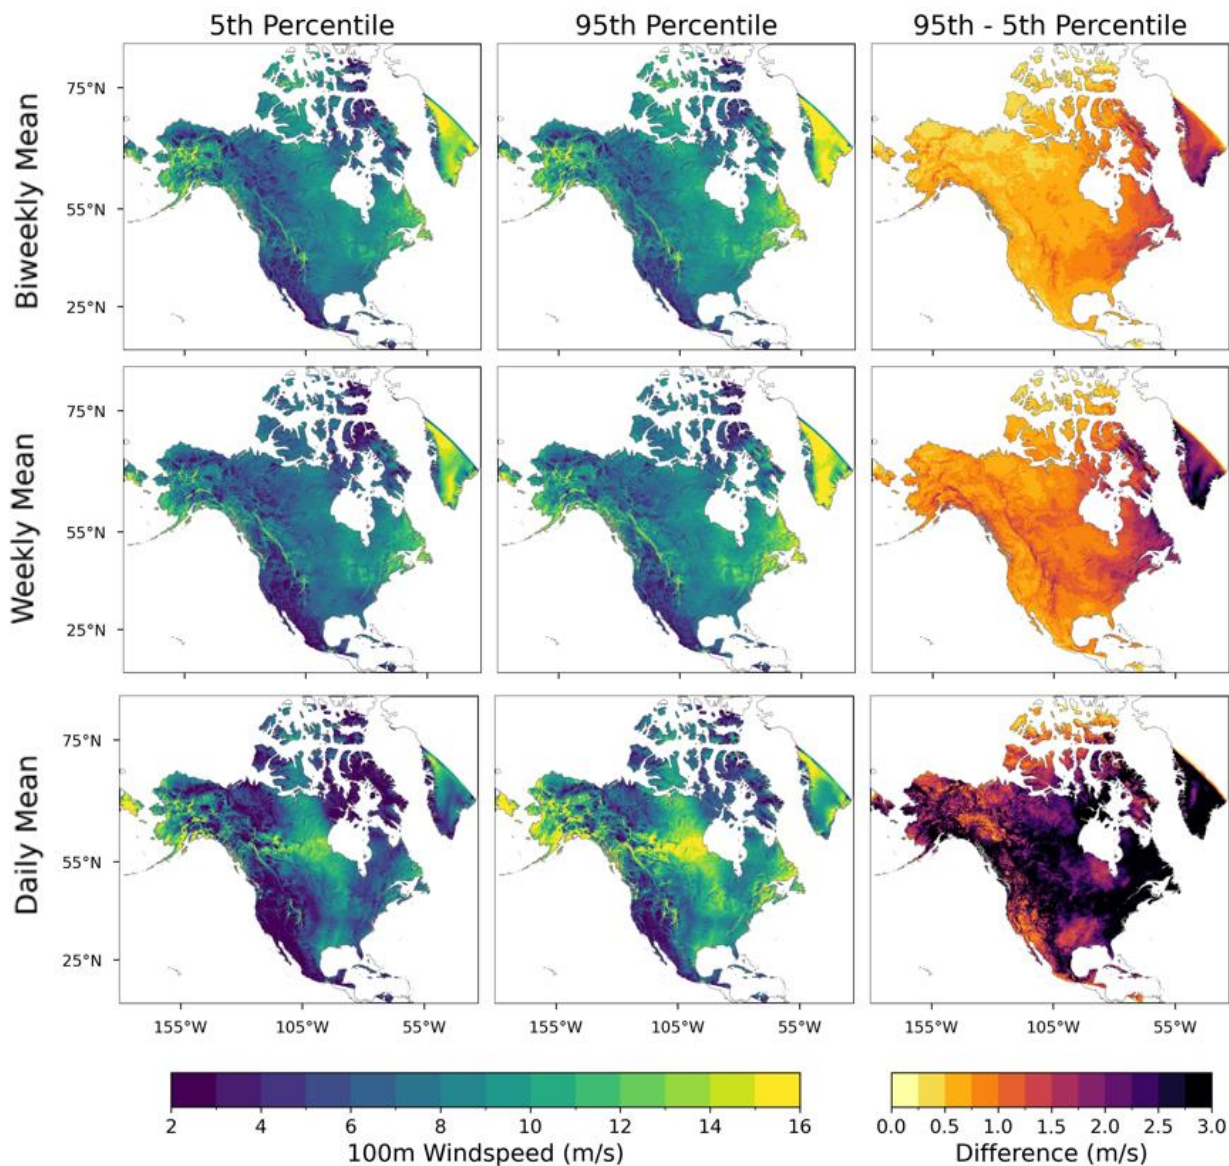 5th Percentile 95th Percentile 95th - 5th Percentile
Biweekly Mean
75°N
55°N
25°N
Weekly Mean
75°N
55°N
25°N
Daily Mean
75°N
55°N
25°N
155°W 105°W 55°W 155°W 105°W 55°W 155°W 105°W 55°W
2 4 6 8 10 12 14 16
100m Windspeed (m/s)
0.0 0.5 1.0 1.5 2.0 2.5 3.0
Difference (m/s)